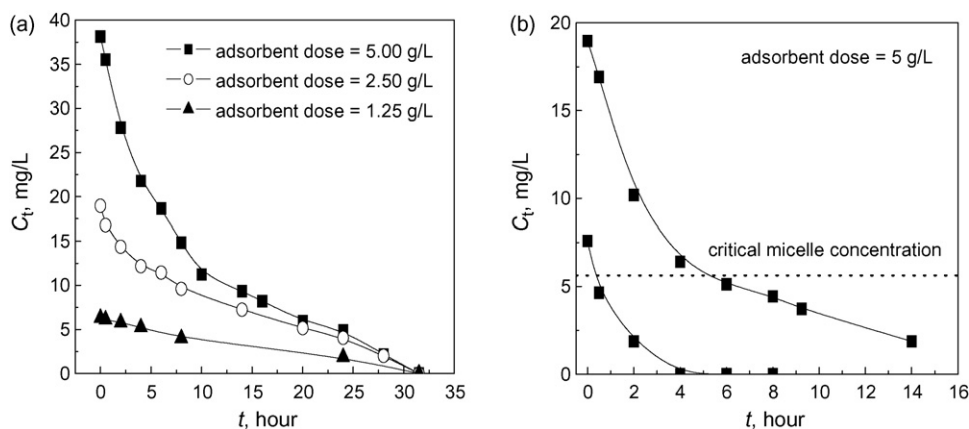 (a)
40
35
30
25
20
15
10
5
0
Ct, mg/L
adsorbent dose = 5.00 g/L
adsorbent dose = 2.50 g/L
adsorbent dose = 1.25 g/L
0 5 10 15 20 25 30 35
t, hour
(b)
20
15
10
5
0
Ct, mg/L
adsorbent dose = 5 g/L
critical micelle concentration
0 2 4 6 8 10 12 14 16
t, hour